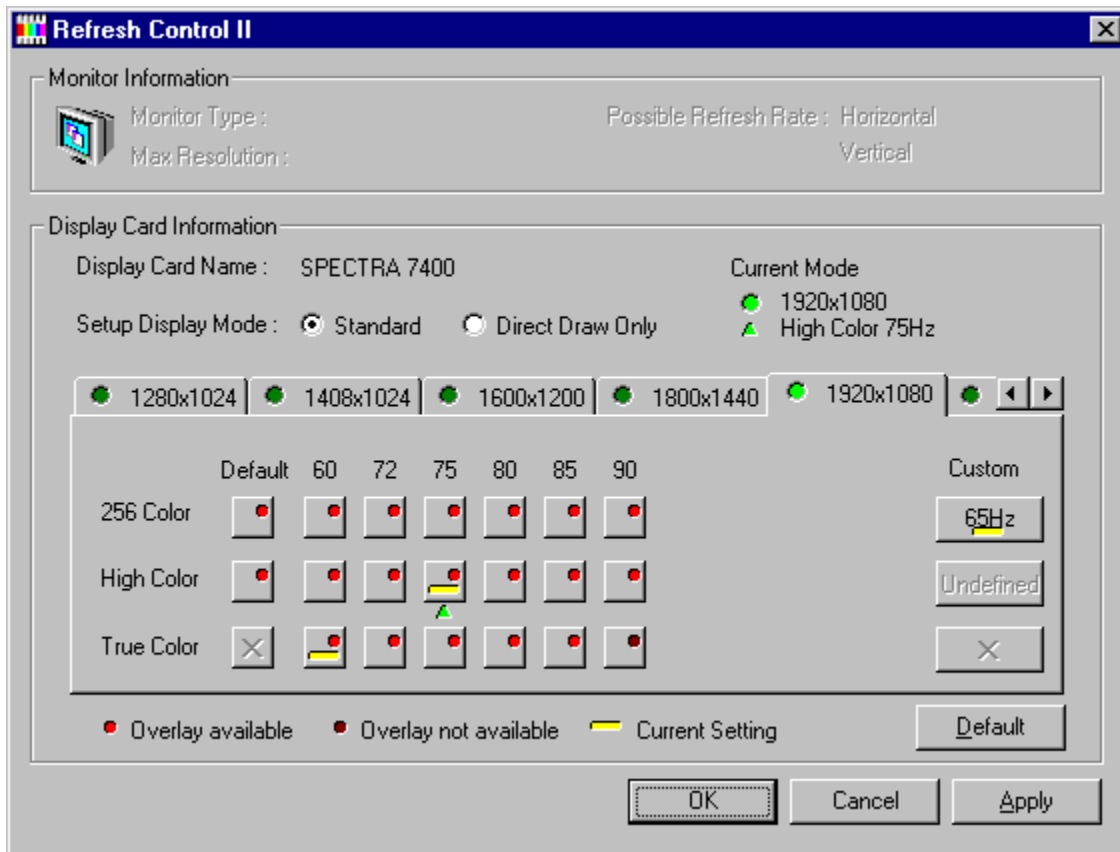 Refresh Control II
Monitor Information
Monitor Type :
Possible Refresh Rate : Horizontal
Max Resolution :
Vertical
Display Card Information
Display Card Name : SPECTRA 7400
Current Mode
1920x1080
Setup Display Mode : Standard Direct Draw Only
High Color 75Hz
1280x1024 1408x1024 1600x1200 1800x1440 1920x1080
Default 60 72 75 80 85 90 Custom
256 Color 65Hz
High Color Undefined
True Color
Overlay available Overlay not available Current Setting Default
OK Cancel Apply